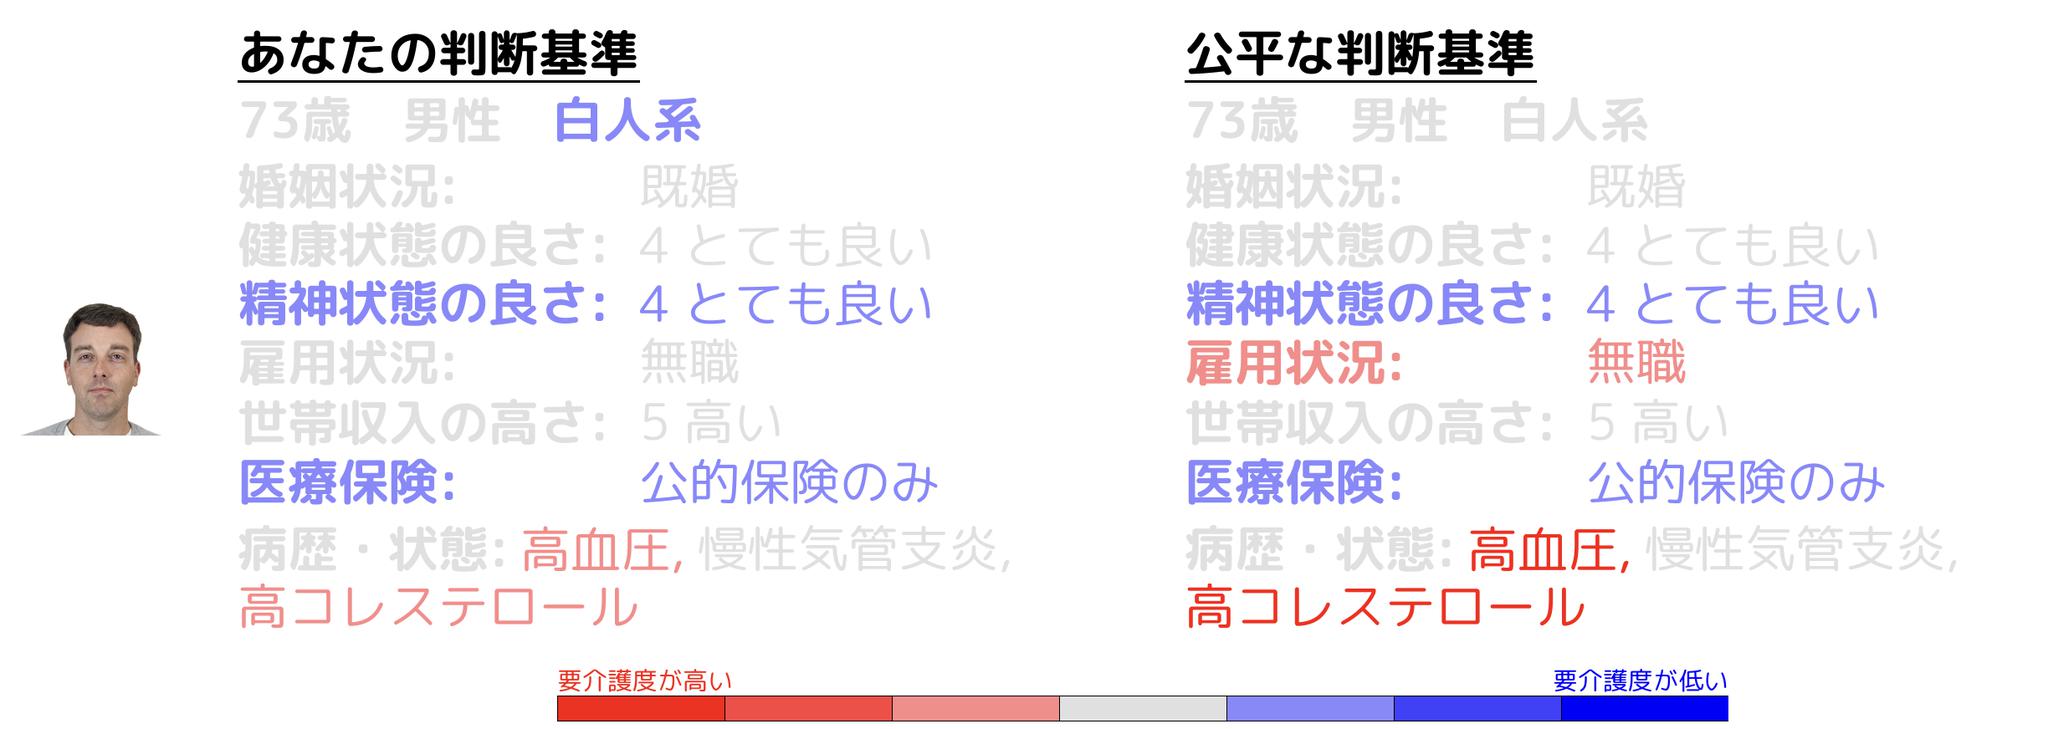 あなたの判断基準
73歳 男性 白人系
婚姻状況: 既婚
健康状態の良さ: 4 とても良い
精神状態の良さ: 4 とても良い
雇用状況: 無職
世帯収入の高さ: 5 高い
医療保険: 公的保険のみ
病歴・状態: 高血圧, 慢性気管支炎,
高コレステロール
公平な判断基準
73歳 男性 白人系
婚姻状況: 既婚
健康状態の良さ: 4 とても良い
精神状態の良さ: 4 とても良い
雇用状況: 無職
世帯収入の高さ: 5 高い
医療保険: 公的保険のみ
病歴・状態: 高血圧, 慢性気管支炎,
高コレステロール
要介護度が高い
要介護度が低い